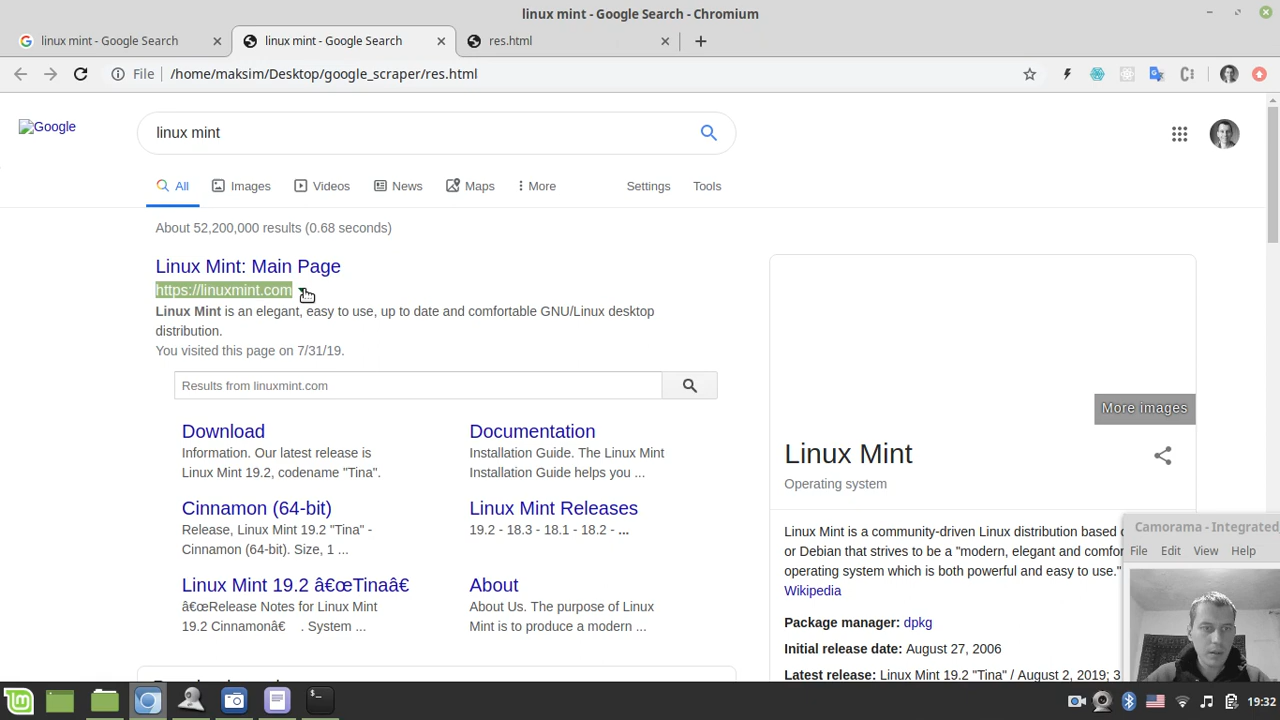 linux mint - Google Search - Chromium
linux mint - Google Search
linux mint - Google Search
res.html
File
/home/maksim/Desktop/google_scraper/res.html
Google
linux mint
All
Images
Videos
News
Maps
More
Settings
Tools
About 52,200,000 results (0.68 seconds)
Linux Mint: Main Page
https://linuxmint.com
Linux Mint is an elegant, easy to use, up to date and comfortable GNU/Linux desktop
distribution.
You visited this page on 7/31/19.
Results from linuxmint.com
Download
Information. Our latest release is
Linux Mint 19.2, codename "Tina".
Documentation
Installation Guide. The Linux Mint
Installation Guide helps you ...
Cinnamon (64-bit)
Release, Linux Mint 19.2 "Tina" -
Cinnamon (64-bit). Size, 1 ...
Linux Mint Releases
19.2 - 18.3 - 18.1 - 18.2 - ...
Linux Mint 19.2 “Tinaâ€
“Release Notes for Linux Mint
19.2 Cinnamonâ€ . System ...
About
About Us. The purpose of Linux
Mint is to produce a modern ...
More images
Linux Mint
Operating system
Linux Mint is a community-driven Linux distribution based
or Debian that strives to be a "modern, elegant and comfor
operating system which is both powerful and easy to use."
Wikipedia
Package manager: dpkg
Initial release date: August 27, 2006
Latest release: Linux Mint 19.2 "Tina" / August 2, 2019; 3
Camorama - Integrated
File
Edit
View
Help
19:32